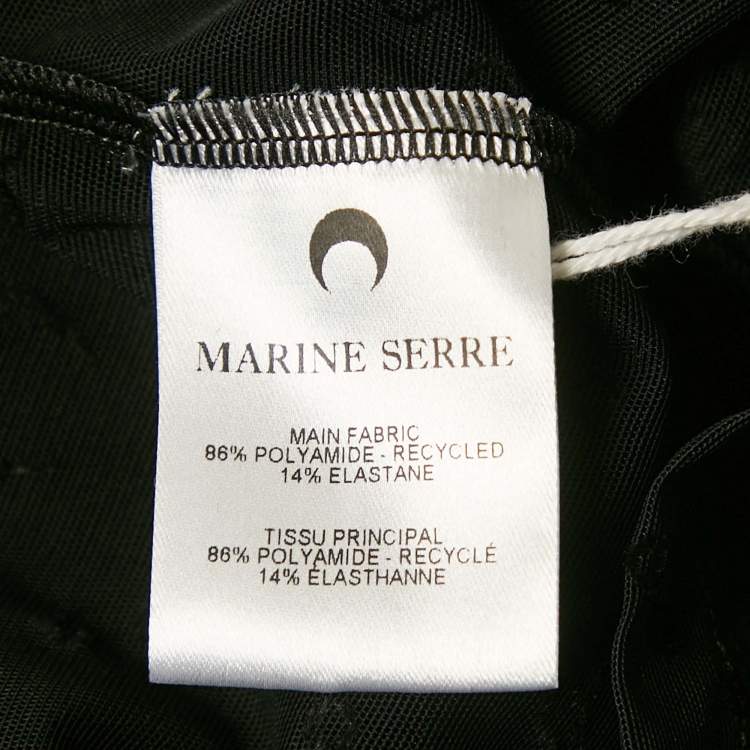 MARINE SERRE
MAIN FABRIC
86% POLYAMIDE - RECYCLED
14% ELASTANE
TISSU PRINCIPAL
86% POLYAMIDE - RECYCLÉ
14% ÉLASTHANNE